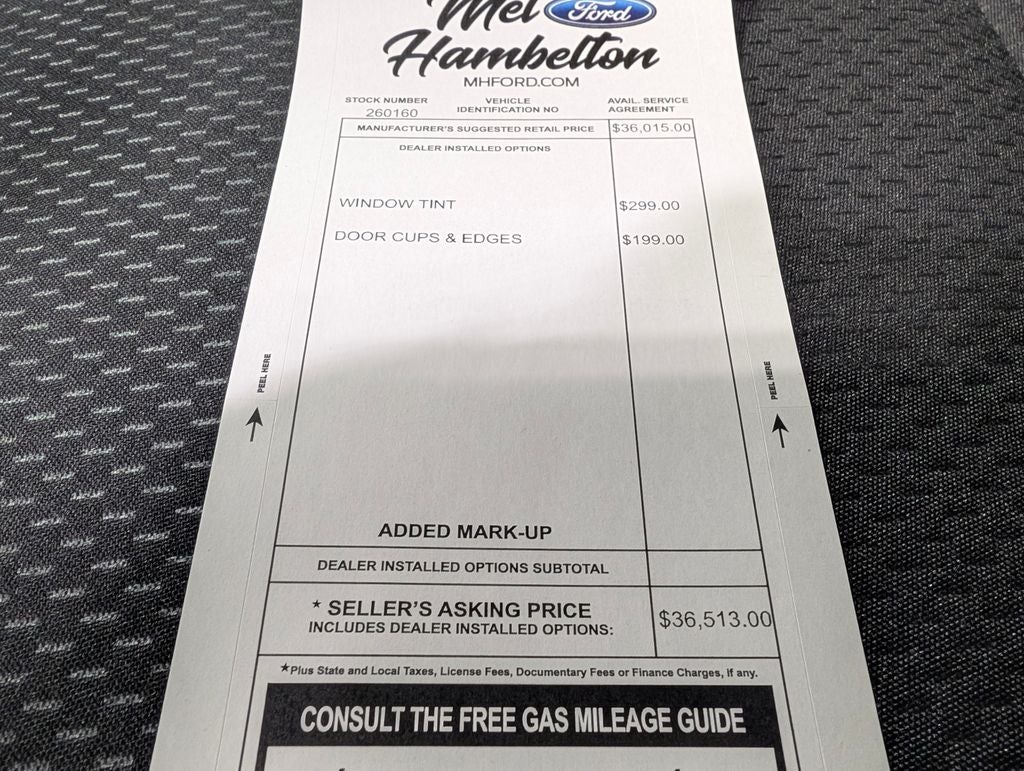 Mel Ford
Hambelton
MHFORD.COM
STOCK NUMBER
260160
VEHICLE
IDENTIFICATION NO
AVAIL. SERVICE
AGREEMENT
MANUFACTURER'S SUGGESTED RETAIL PRICE $36,015.00
DEALER INSTALLED OPTIONS
WINDOW TINT $299.00
DOOR CUPS & EDGES $199.00
PEEL HERE
PEEL HERE
ADDED MARK-UP
DEALER INSTALLED OPTIONS SUBTOTAL
* SELLER'S ASKING PRICE
INCLUDES DEALER INSTALLED OPTIONS:
$36,513.00
*Plus State and Local Taxes, License Fees, Documentary Fees or Finance Charges, if any.
CONSULT THE FREE GAS MILEAGE GUIDE